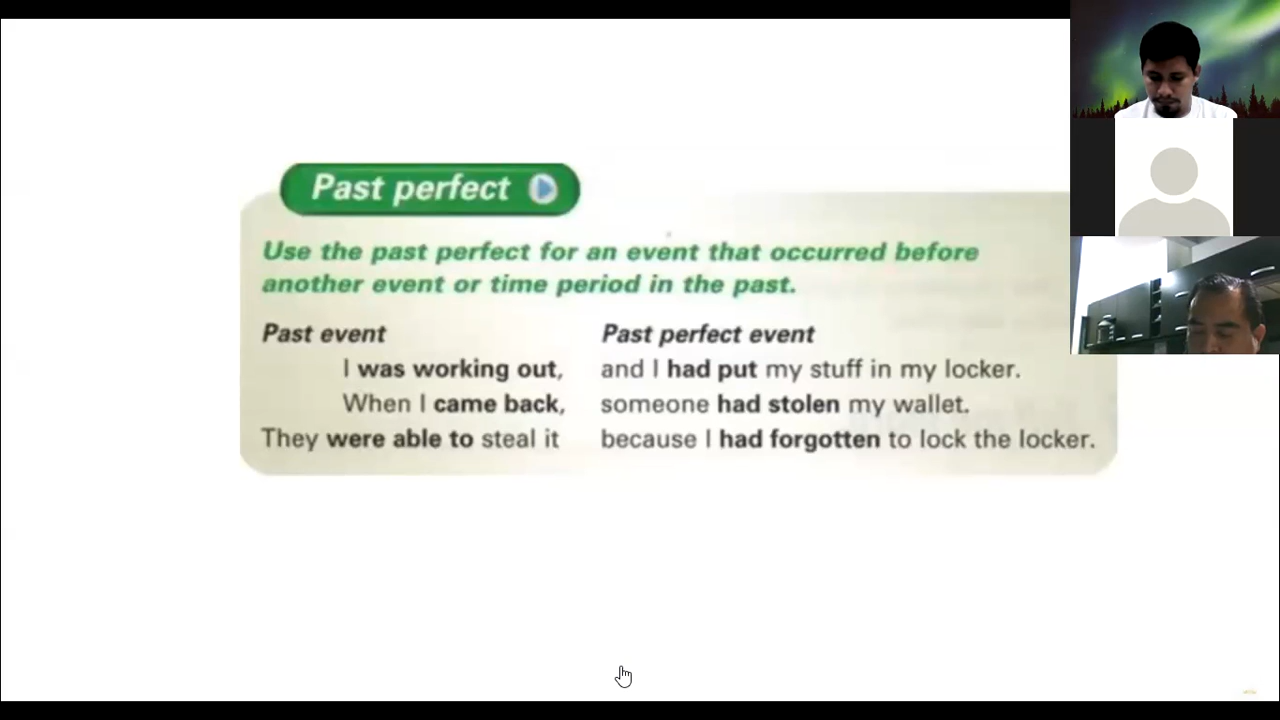 Past perfect
Use the past perfect for an event that occurred before
another event or time period in the past.
Past event Past perfect event
I was working out, and I had put my stuff in my locker.
When I came back, someone had stolen my wallet.
They were able to steal it because I had forgotten to lock the locker.